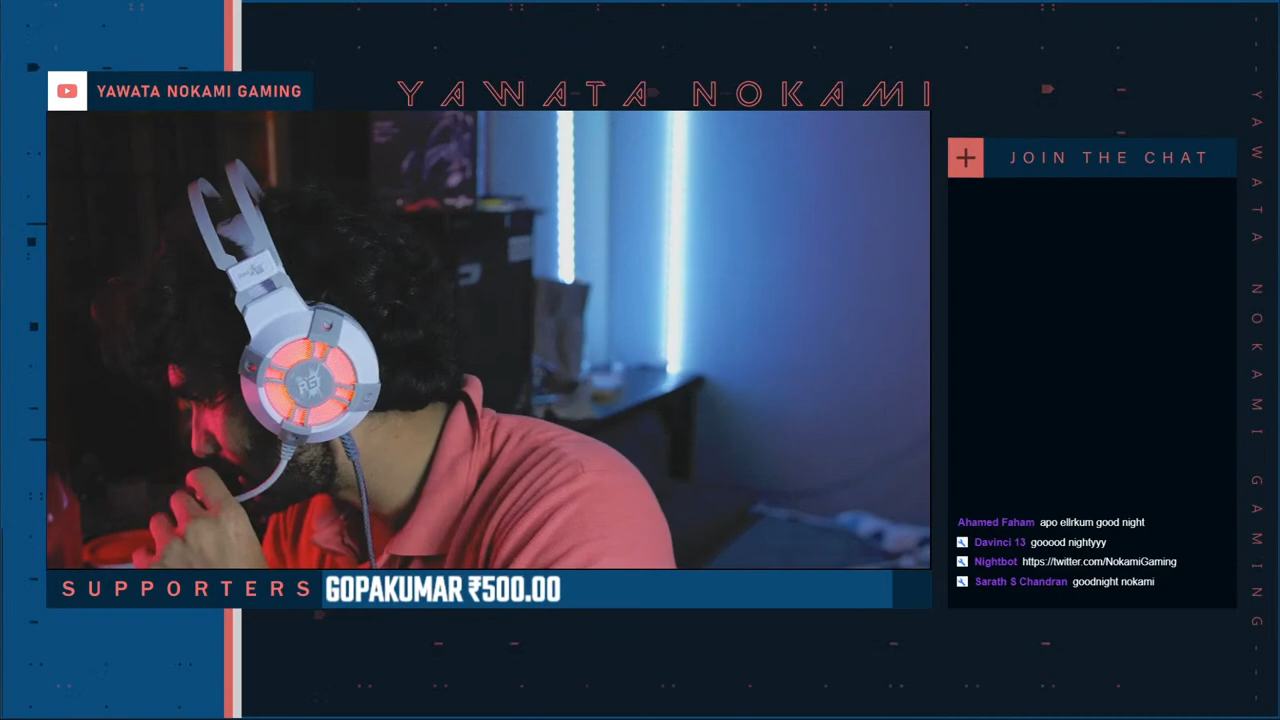 YAWATA NOKAMI GAMING
YAWATA NOKAMI
JOIN THE CHAT
Ahamed Faham apo ellrkum good night
Davinci 13 gooood nightyyy
Nightbot https://twitter.com/NokamiGaming
Sarath S Chandran goodnight nokami
SUPPORTERS GOPAKUMAR ₹500.00
YAWATA NOKAMI GAMING